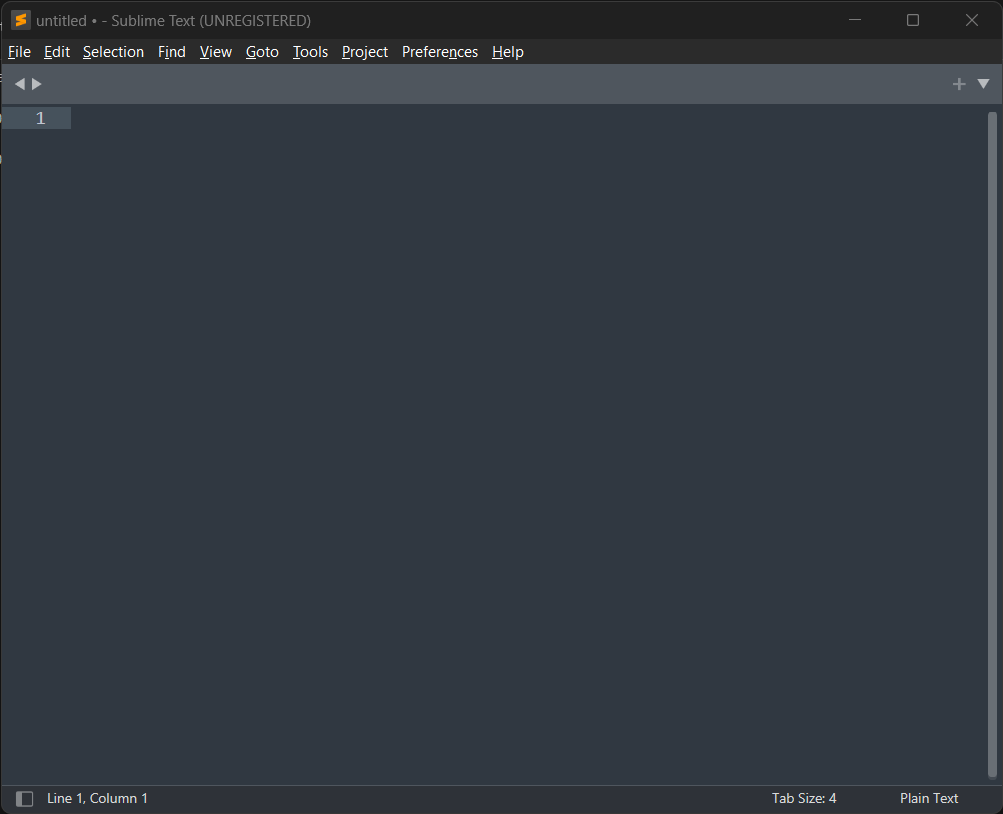 untitled • - Sublime Text (UNREGISTERED)
File Edit Selection Find View Goto Tools Project Preferences Help
1
Line 1, Column 1 Tab Size: 4 Plain Text